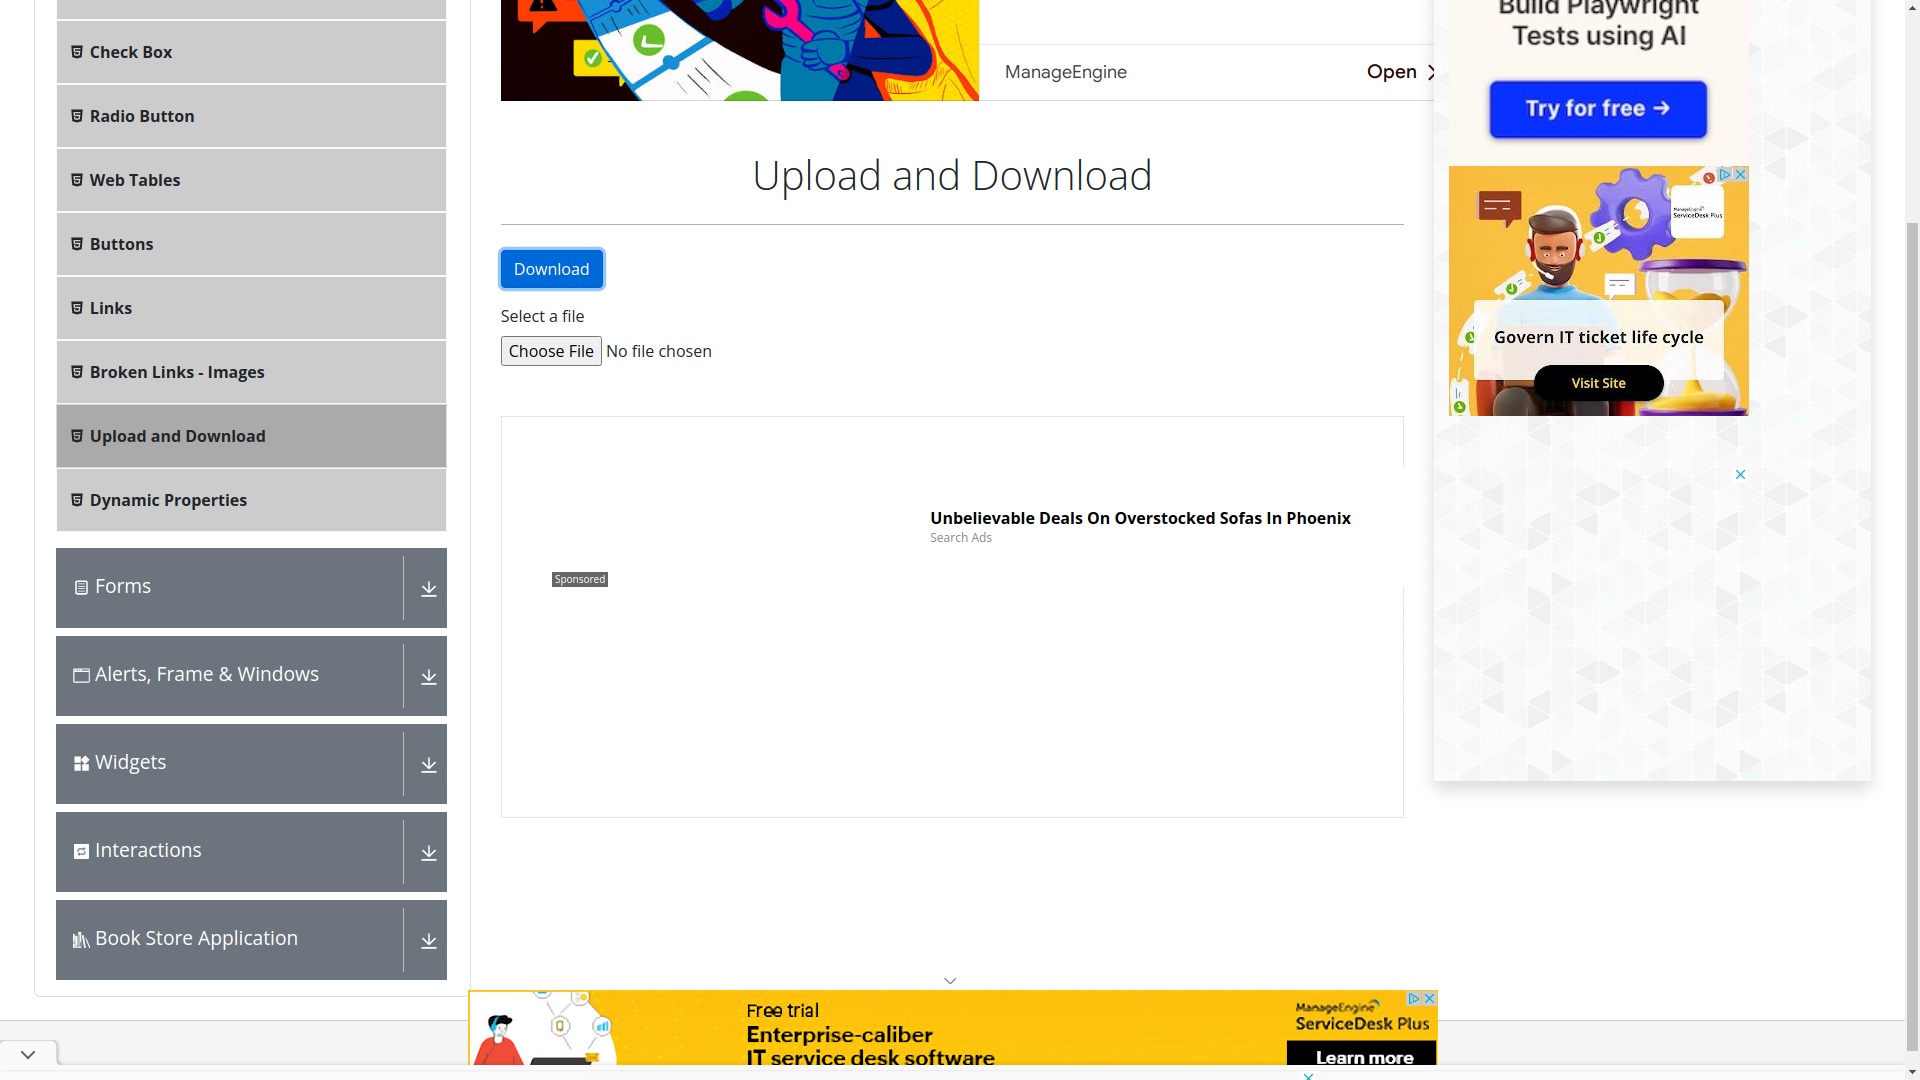 Check Box
Radio Button
Web Tables
Buttons
Links
Broken Links - Images
Upload and Download
Dynamic Properties
Forms
Alerts, Frame & Windows
Widgets
Interactions
Book Store Application
ManageEngine
Open
Upload and Download
Download
Select a file
Choose File No file chosen
Unbelievable Deals On Overstocked Sofas In Phoenix
Search Ads
Sponsored
Build Playwright
Tests using AI
Try for free →
ManageEngine
ServiceDesk Plus
Govern IT ticket life cycle
Visit Site
Free trial
Enterprise-caliber
IT service desk software
ManageEngine
ServiceDesk Plus
Learn more